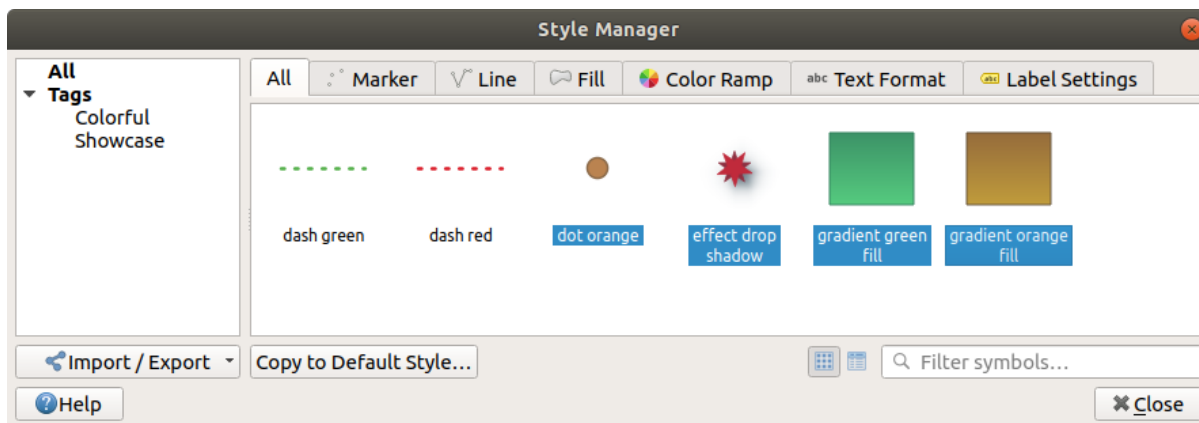 Style Manager
All
Tags
Colorful
Showcase
All
Marker
Line
Fill
Color Ramp
abc Text Format
abc Label Settings
dash green
dash red
dot orange
effect drop
shadow
gradient green
fill
gradient orange
fill
Import / Export
Copy to Default Style...
Filter symbols...
Help
Close